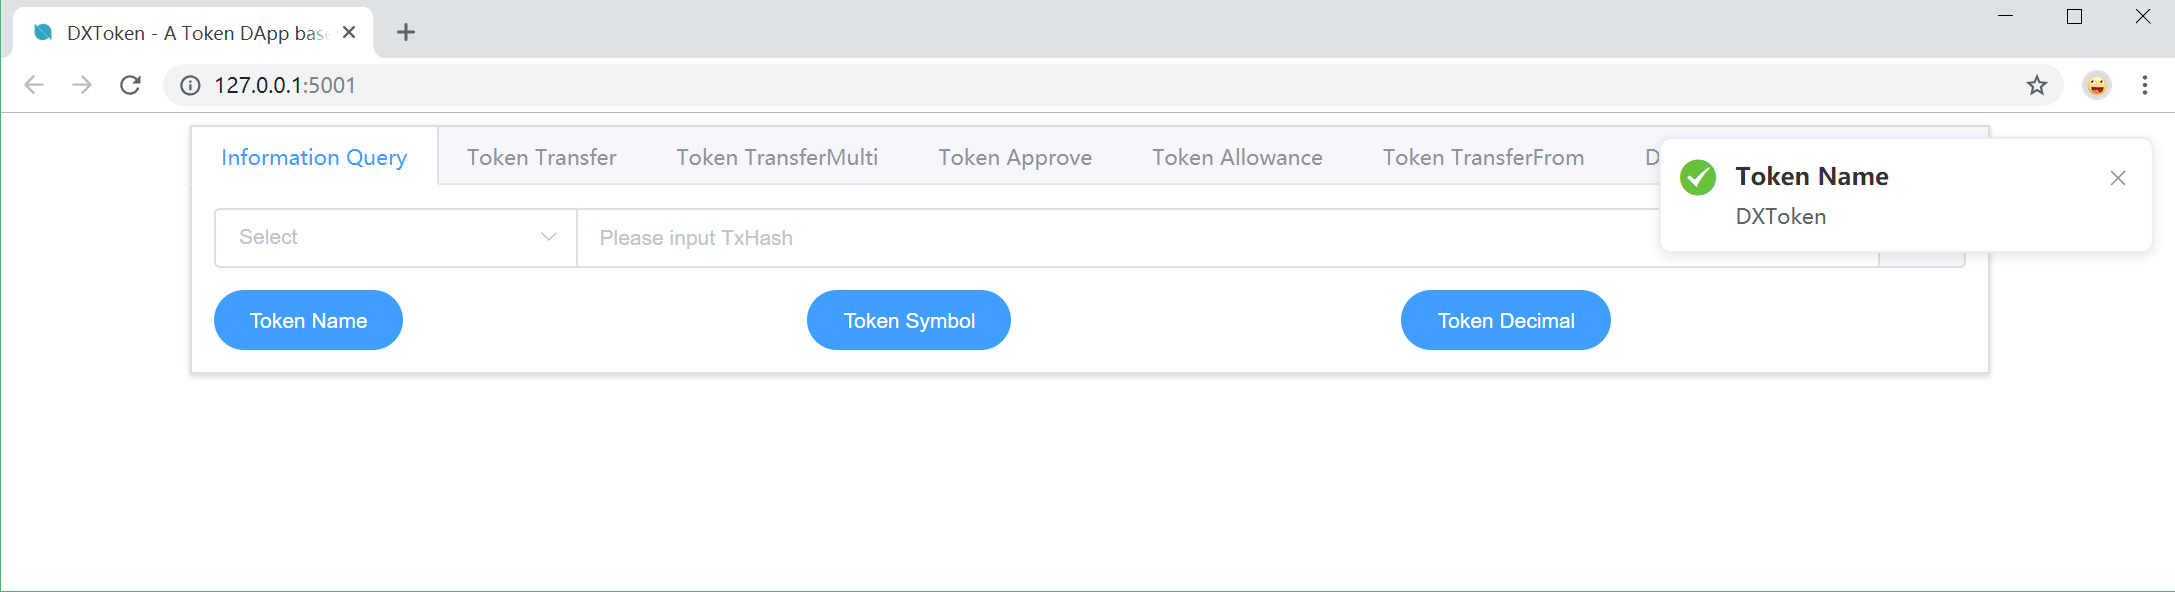 DXToken - A Token DApp base
127.0.0.1:5001
Information Query
Token Transfer
Token TransferMulti
Token Approve
Token Allowance
Token TransferFrom
Token Name
DXToken
Select
Please input TxHash
Token Name
Token Symbol
Token Decimal